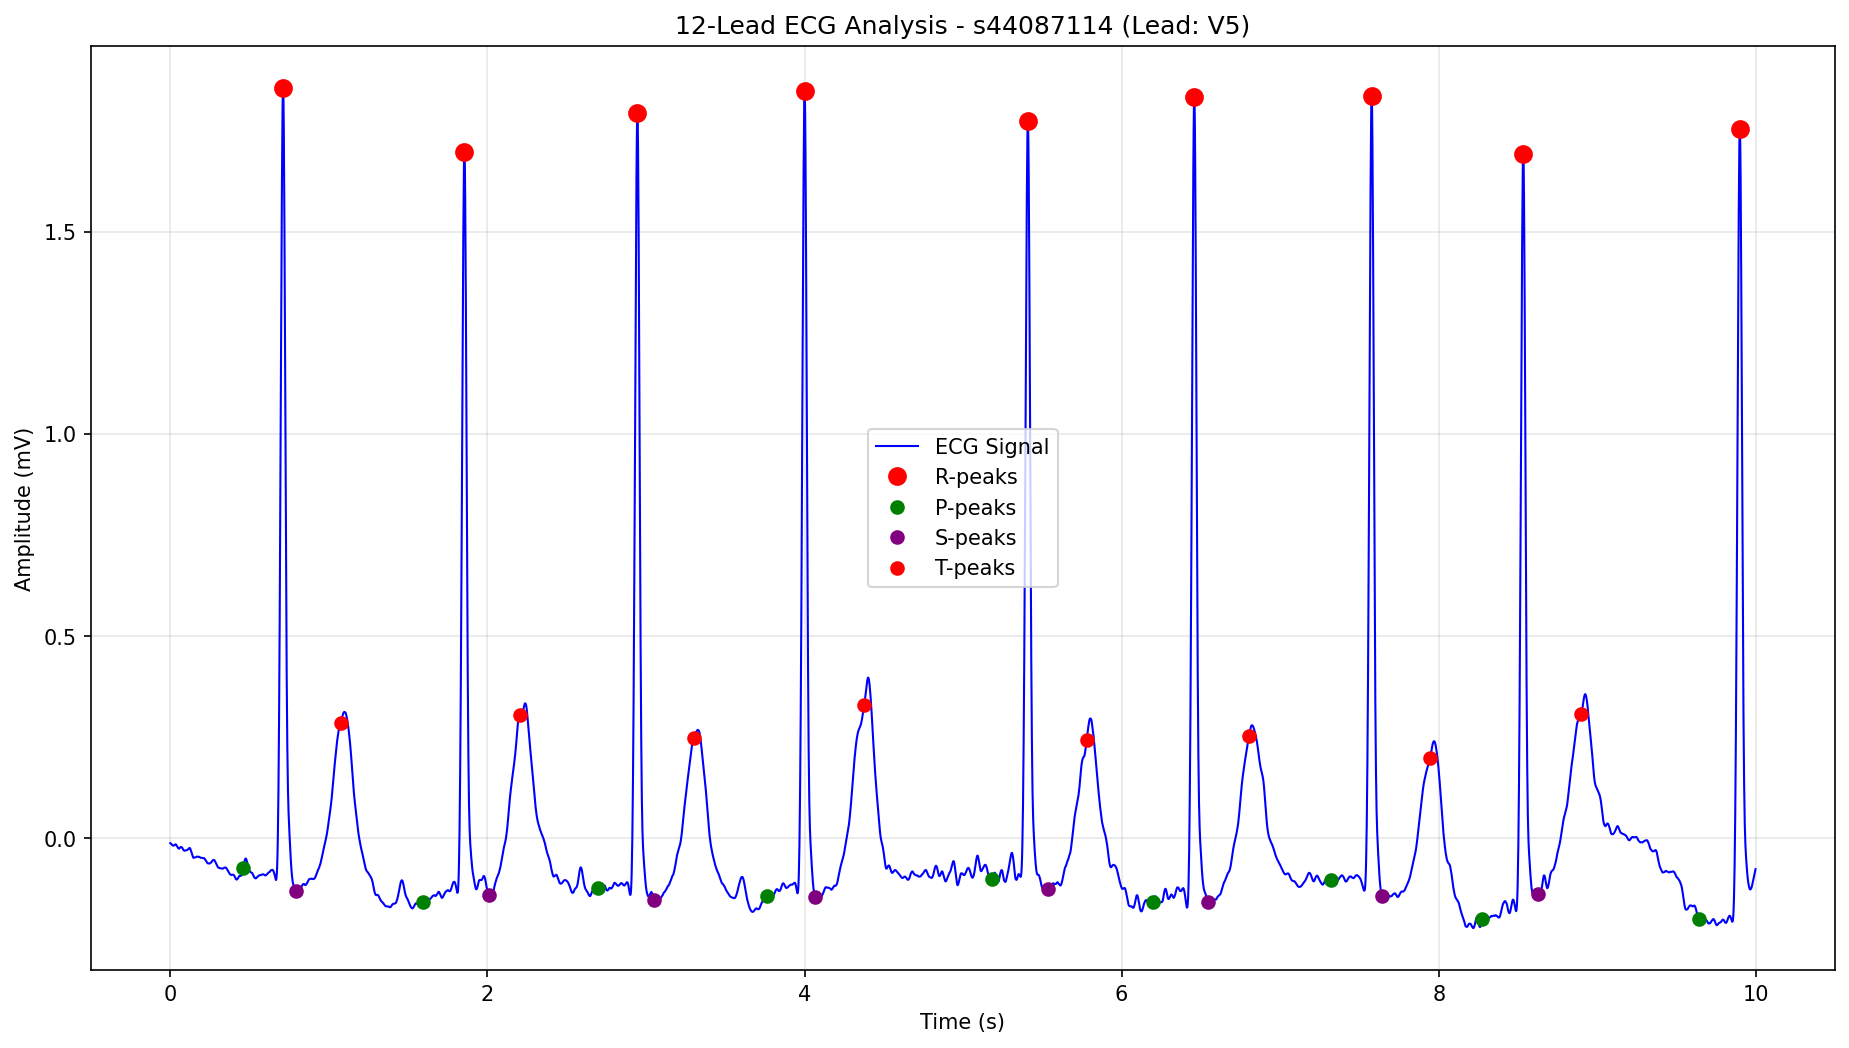 12-Lead ECG Analysis - s44087114 (Lead: V5)
Amplitude (mV)
1.5
1.0
0.5
0.0
ECG Signal
R-peaks
P-peaks
S-peaks
T-peaks
0 2 4 6 8 10
Time (s)